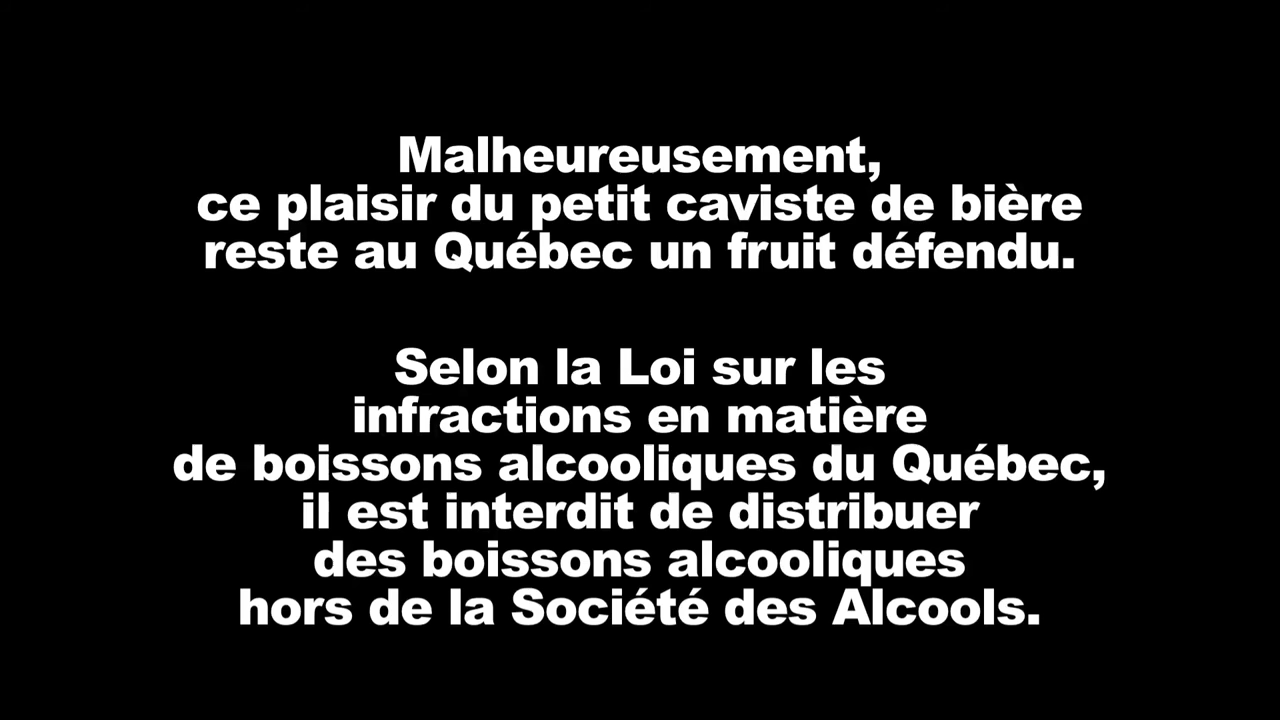 Malheureusement,
ce plaisir du petit caviste de bière
reste au Québec un fruit défendu.
Selon la Loi sur les
infractions en matière
de boissons alcooliques du Québec,
il est interdit de distribuer
des boissons alcooliques
hors de la Société des Alcools.